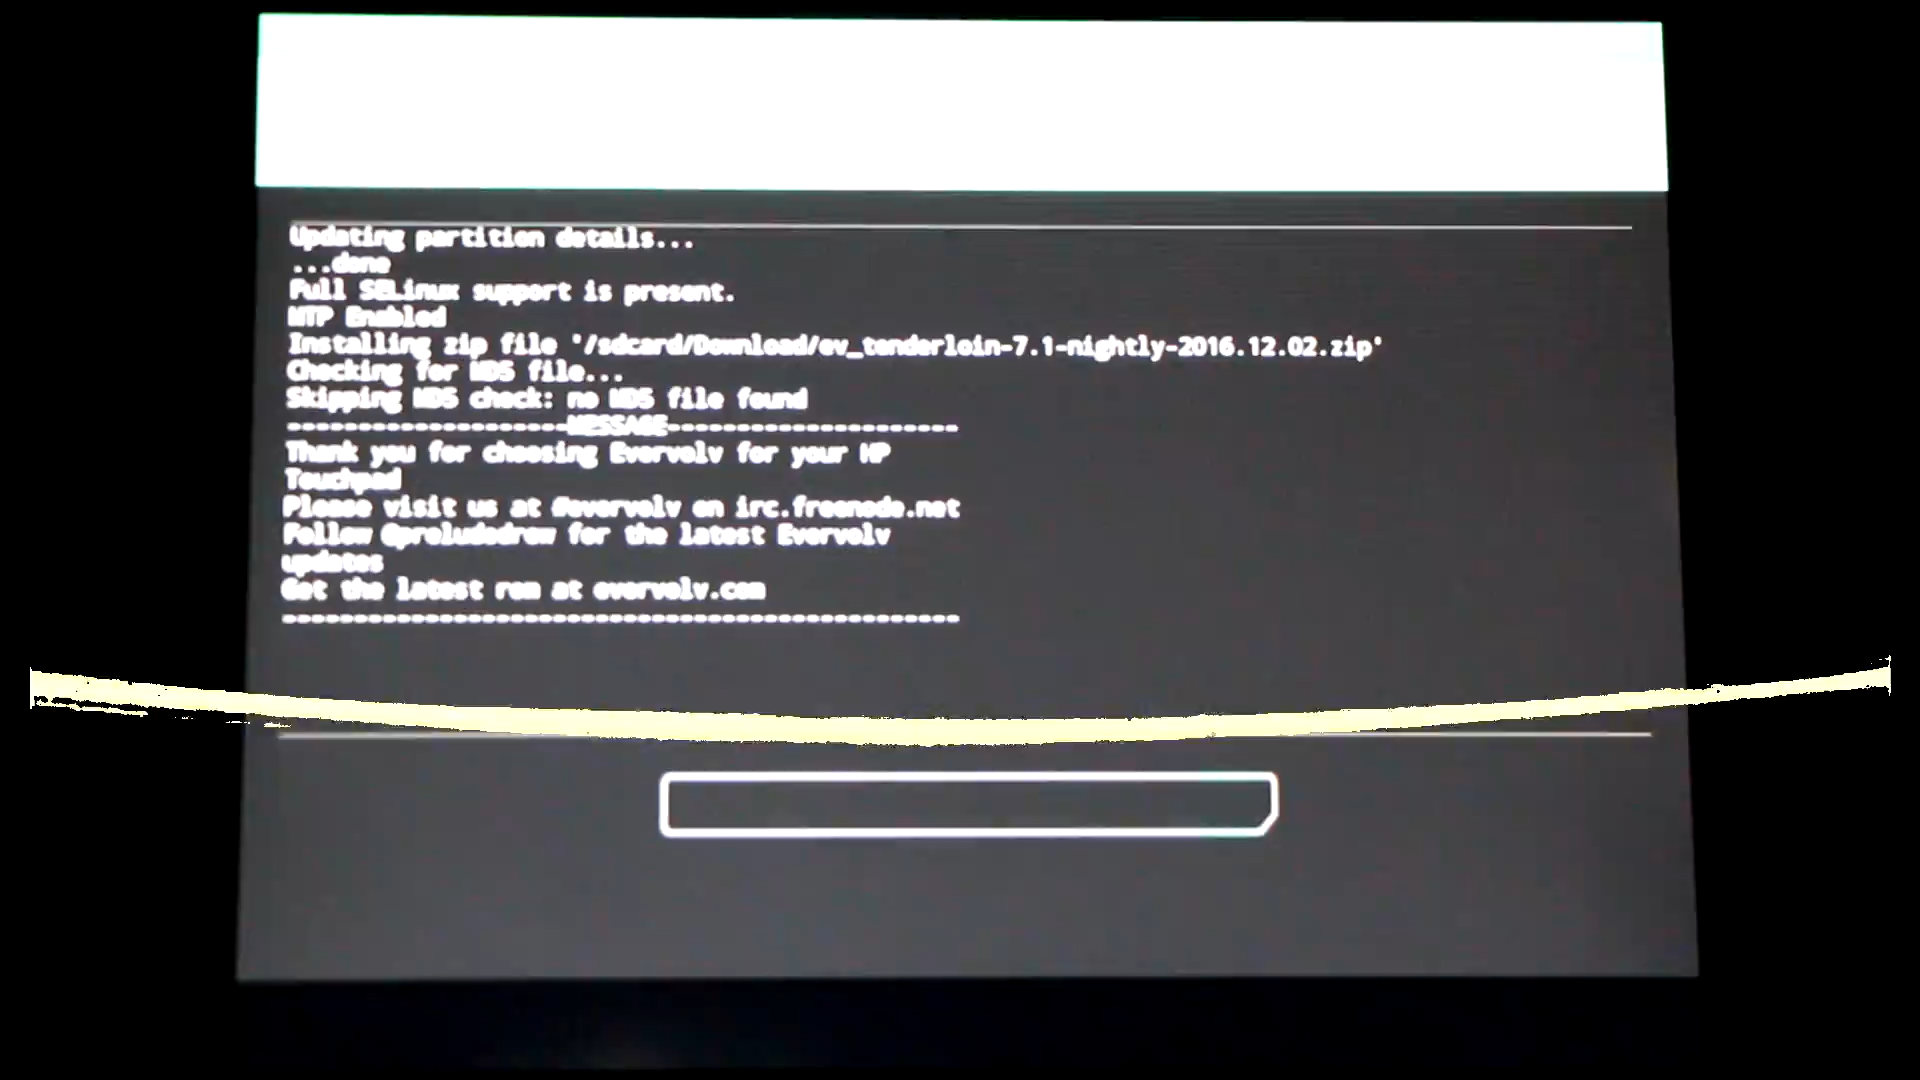 Updating partition details...
...done
Full SELinux support is present.
MTP Enabled
Installing zip file '/sdcard/Download/ev_tenderloin-7.1-nightly-2016.12.02.zip'
Checking for MD5 file...
Skipping MD5 check: no MD5 file found
--------------------MESSAGE---------------------
Thank you for choosing Evervolv for your HP
Touchpad
Please visit us at #evervolv on irc.freenode.net
Follow @preludedrew for the latest Evervolv
updates
Get the latest rom at evervolv.com
------------------------------------------------